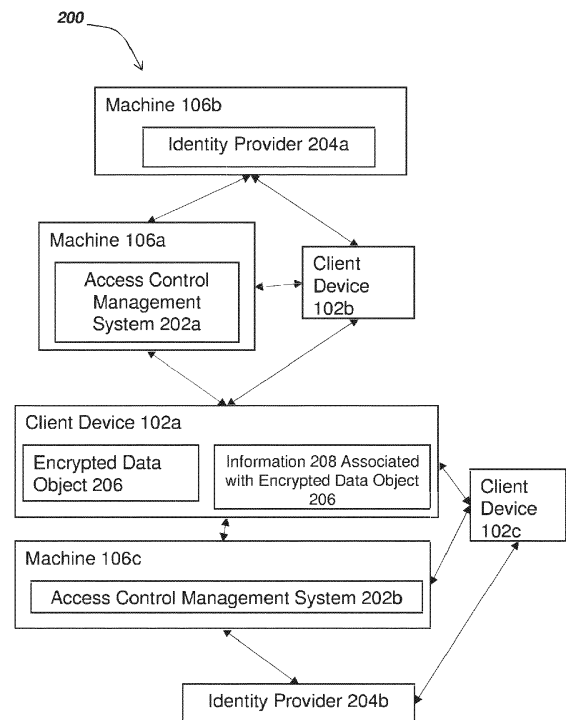 200
Machine 106b
Identity Provider 204a
Machine 106a
Access Control
Management
System 202a
Client
Device
102b
Client Device 102a
Encrypted Data
Object 206
Information 208 Associated
with Encrypted Data Object
206
Client
Device
102c
Machine 106c
Access Control Management System 202b
Identity Provider 204b